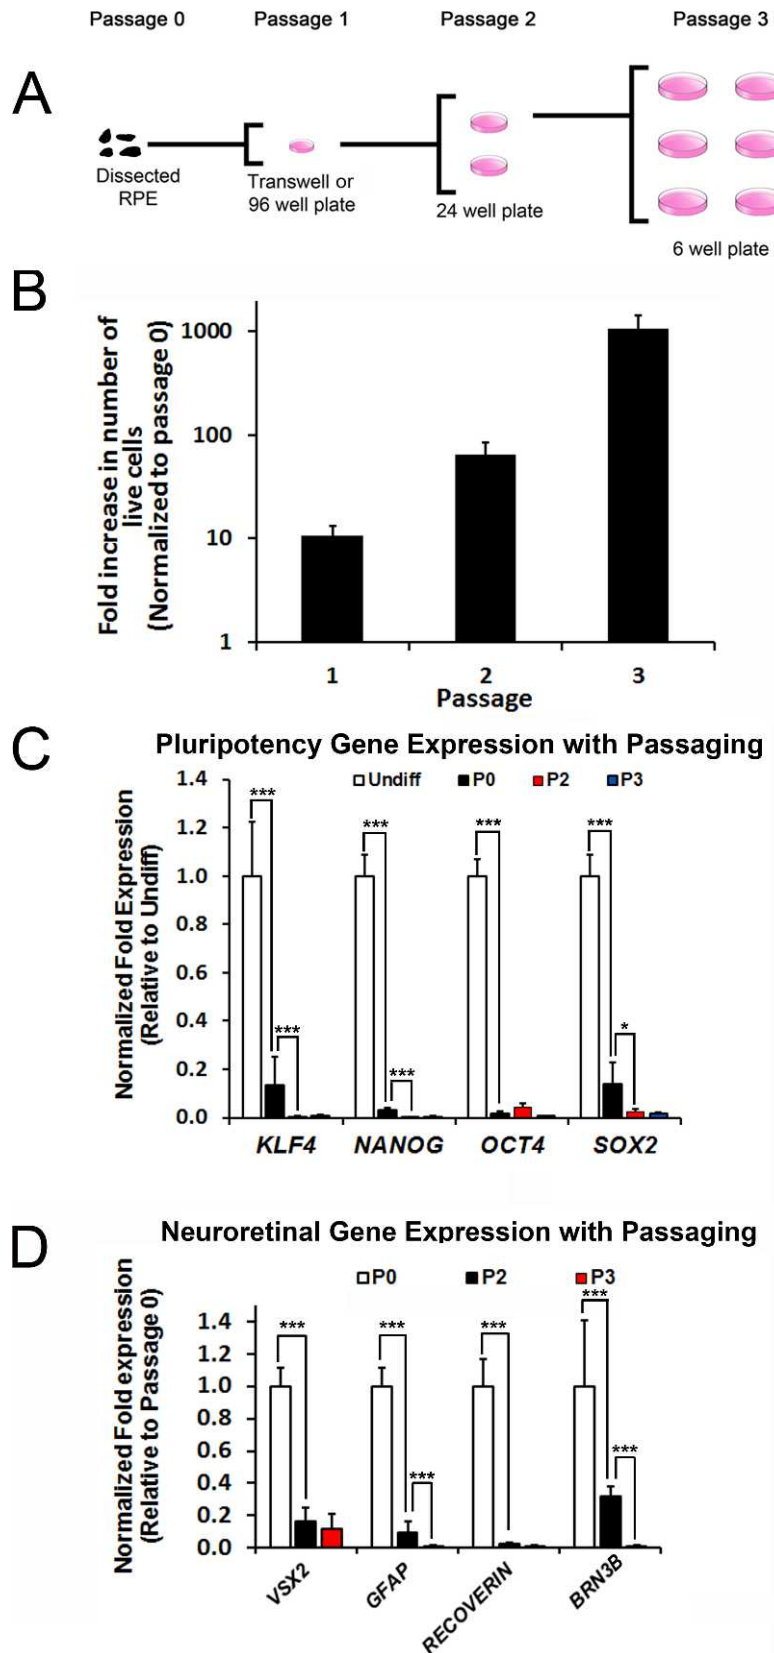 Passage 0 Passage 1 Passage 2 Passage 3
A
Dissected
RPE
Transwell or
96 well plate
24 well plate
6 well plate
B
Fold increase in number of
live cells
(Normalized to passage 0)
1000
100
10
1
1 2 3
Passage
C
Pluripotency Gene Expression with Passaging
Normalized Fold Expression
(Relative to Undiff)
Undiff P0 P2 P3
1.4
1.2
1.0
0.8
0.6
0.4
0.2
0.0
*** *** *** ***
*** *** *
KLF4 NANOG OCT4 SOX2
D
Neuroretinal Gene Expression with Passaging
Normalized Fold expression
(Relative to Passage 0)
P0 P2 P3
1.4
1.2
1.0
0.8
0.6
0.4
0.2
0.0
*** *** *** ***
*** ***
VSX2 GFAP RECOVERIN BRN3B